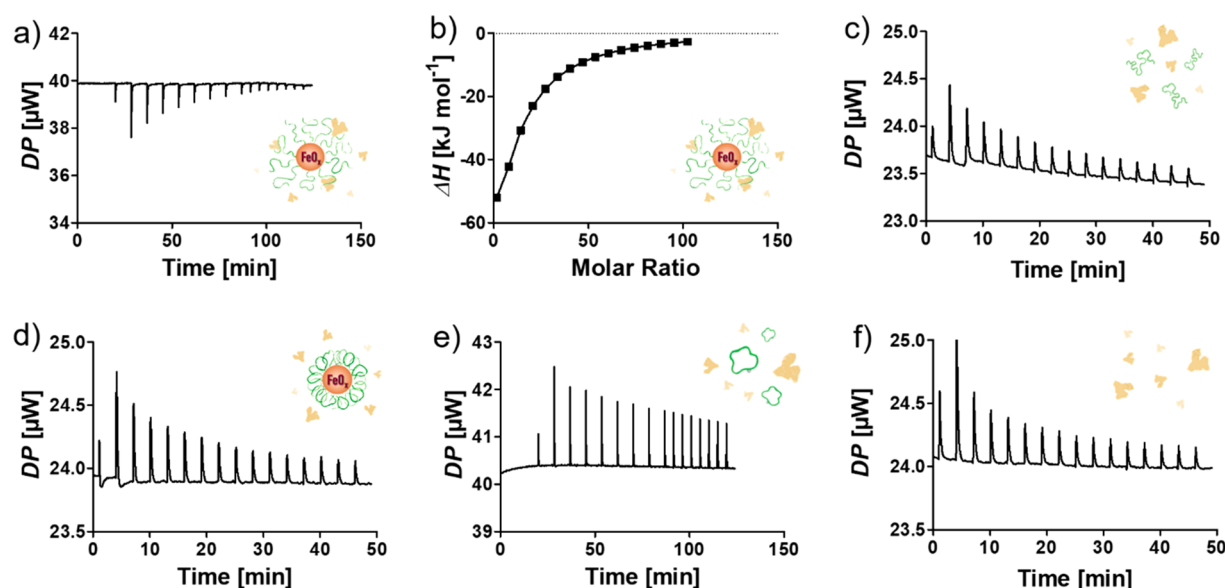 a)
42
40
38
36
34
DP [µW]
0
50
100
150
Time [min]
FeOx
b)
0
-20
-40
-60
ΔH [kJ mol⁻¹]
0
50
100
150
Molar Ratio
FeOx
c)
25.0
24.5
24.0
23.5
23.0
DP [µW]
0
10
20
30
40
50
Time [min]
d)
25.0
24.5
24.0
23.5
DP [µW]
0
10
20
30
40
50
Time [min]
FeOx
e)
43
42
41
40
39
DP [µW]
0
50
100
150
Time [min]
f)
25.0
24.5
24.0
23.5
DP [µW]
0
10
20
30
40
50
Time [min]